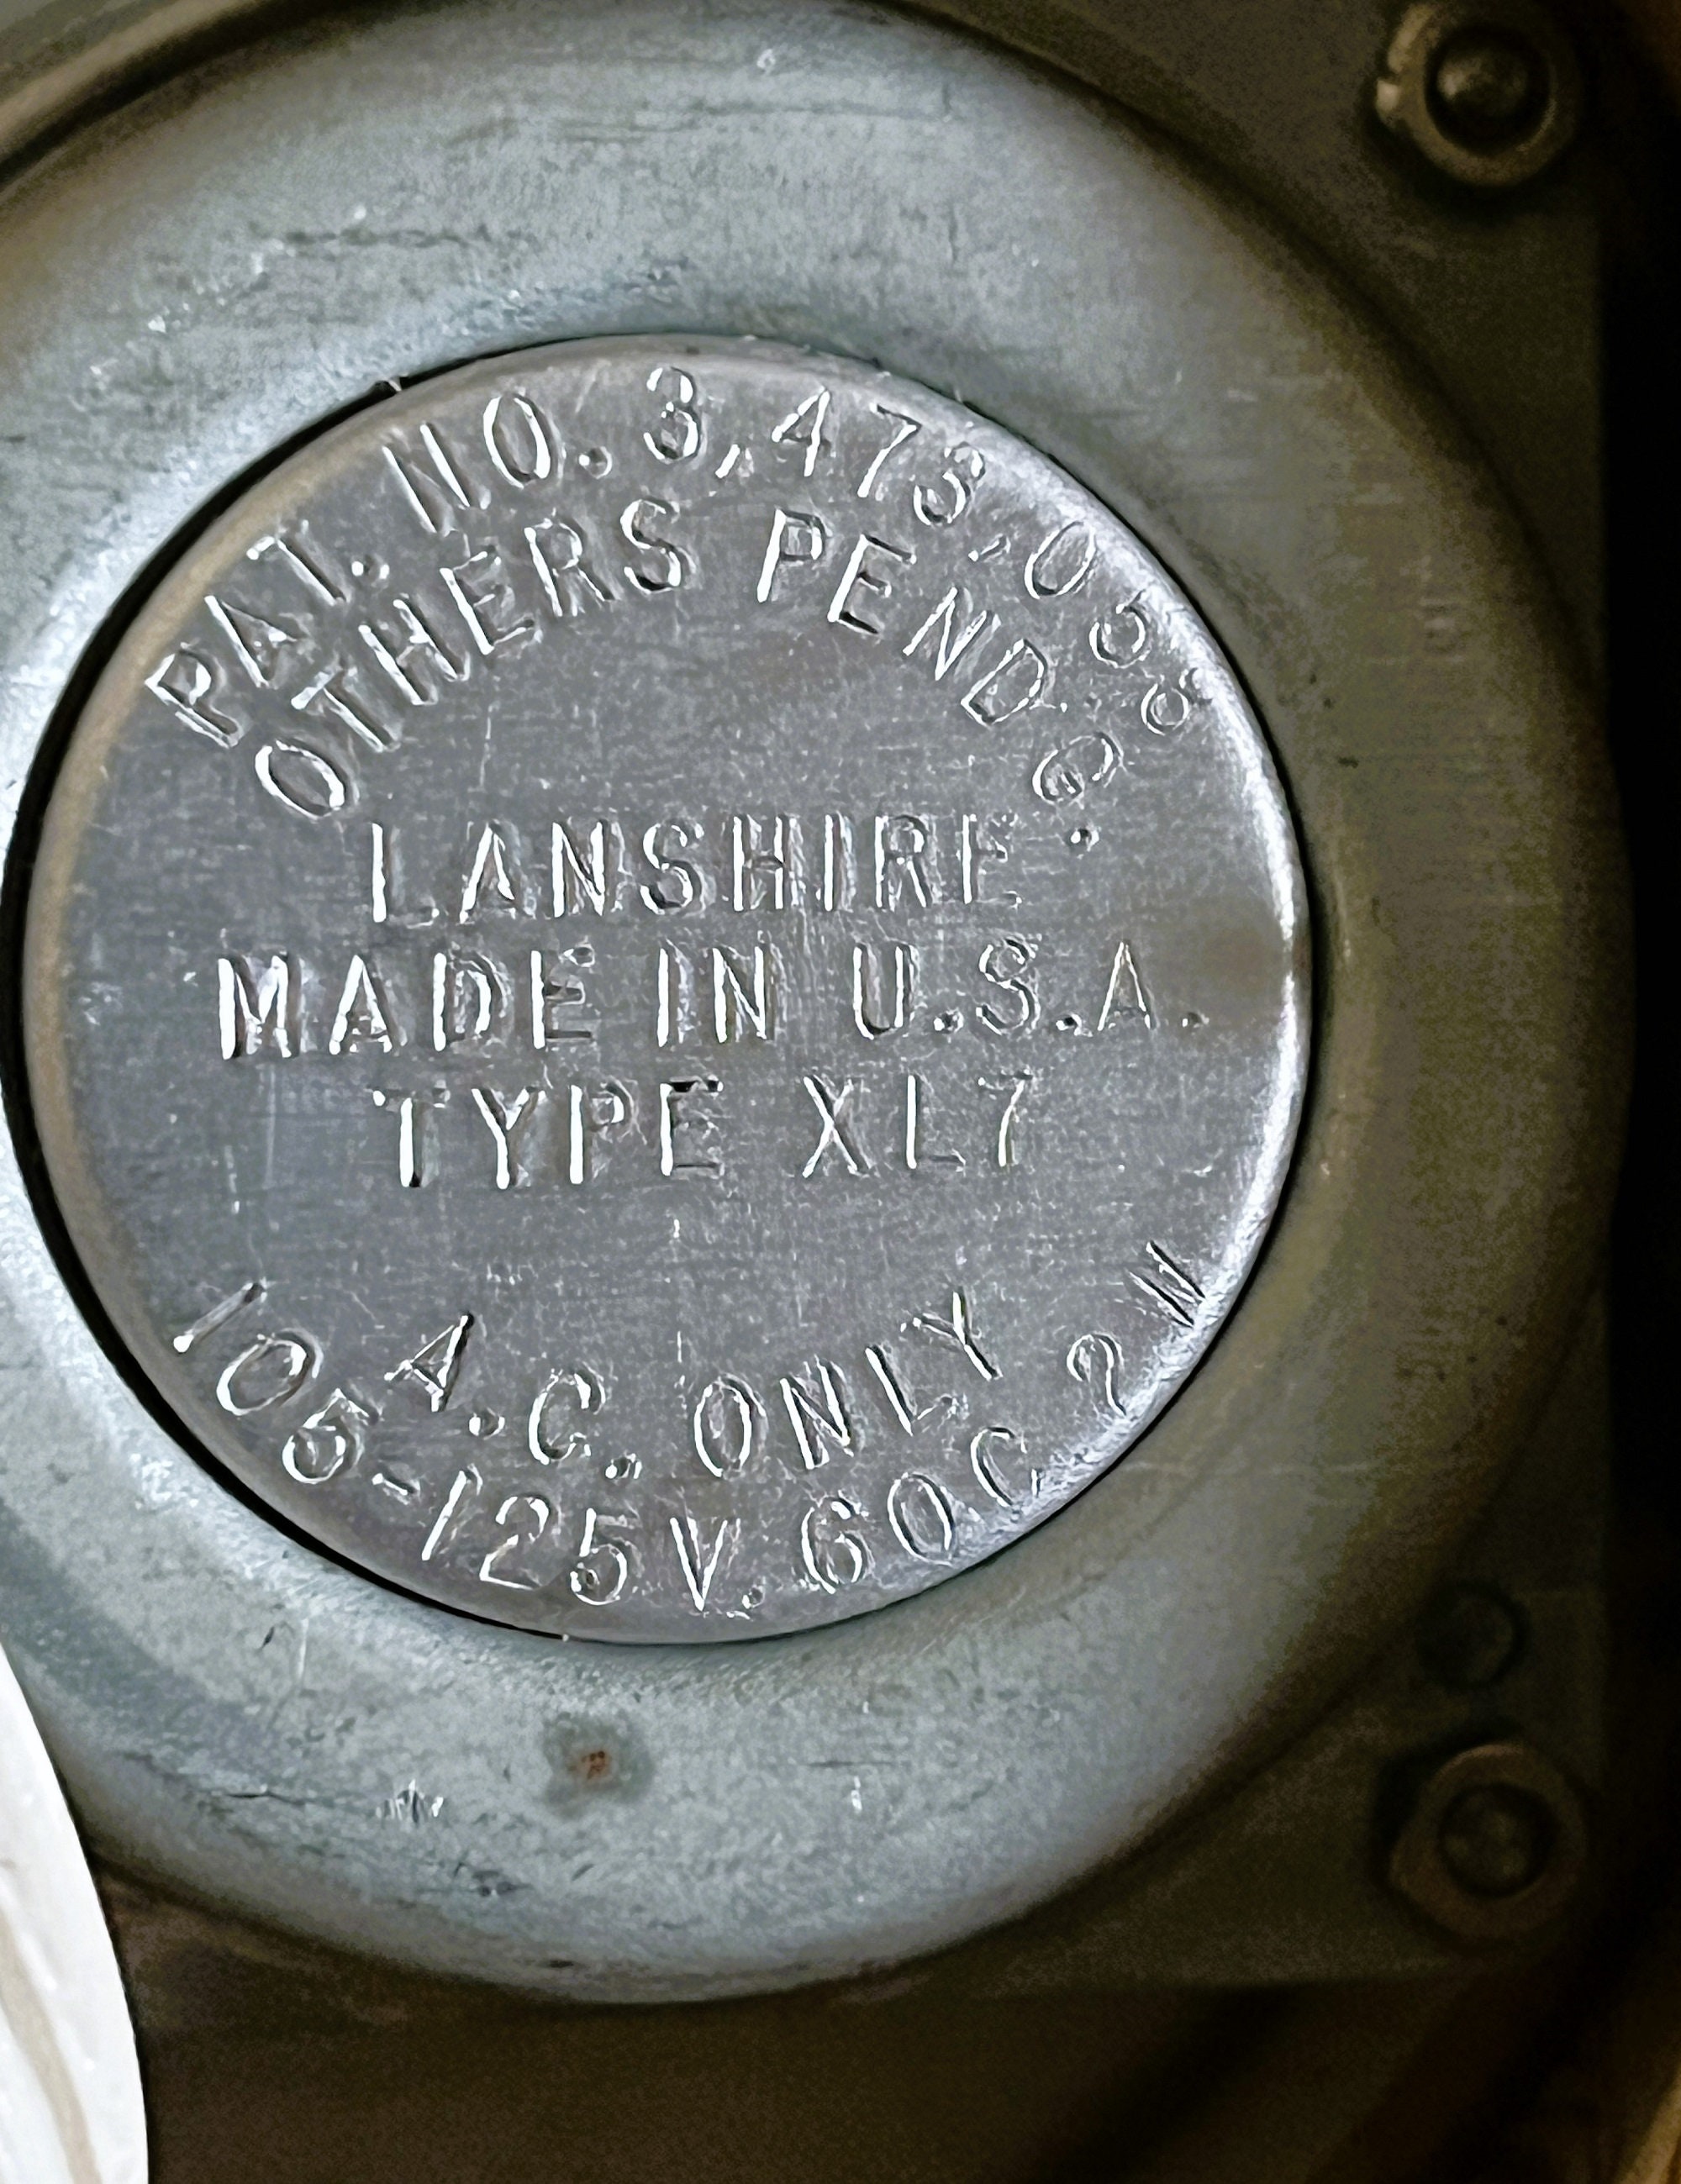 PAT. NO. 3,473,058
OTHERS PEND'G.
LANSHIRE
MADE IN U.S.A.
TYPE XL7
A.C. ONLY
105-125V. 60C 2 W